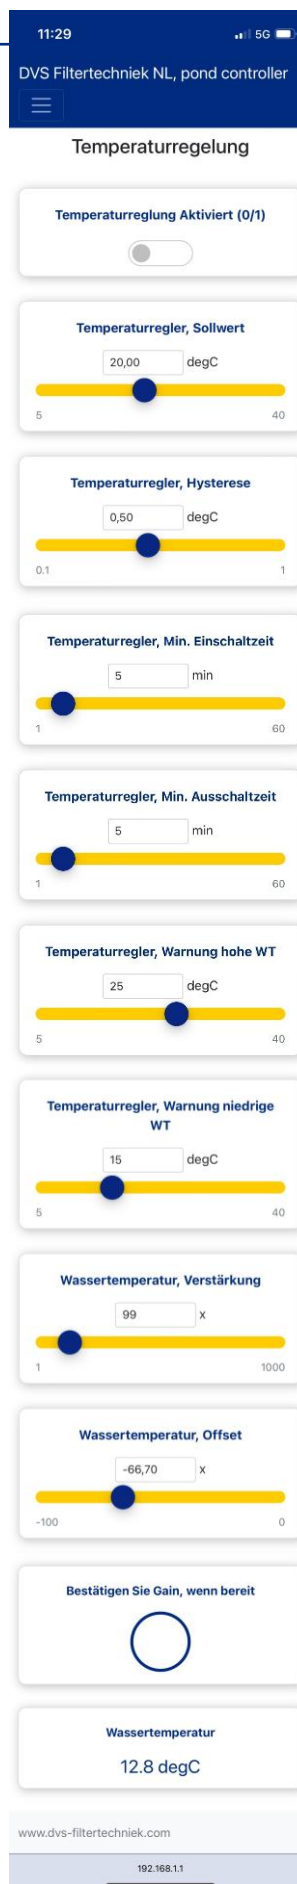 11:29
5G
DVS Filtertechniek NL, pond controller
Temperaturregelung
Temperaturreglung Aktiviert (0/1)
Temperaturregler, Sollwert
20,00 degC
5 40
Temperaturregler, Hysterese
0,50 degC
0.1 1
Temperaturregler, Min. Einschaltzeit
5 min
1 60
Temperaturregler, Min. Ausschaltzeit
5 min
1 60
Temperaturregler, Warnung hohe WT
25 degC
5 40
Temperaturregler, Warnung niedrige
WT
15 degC
5 40
Wassertemperatur, Verstärkung
99 x
1 1000
Wassertemperatur, Offset
-66,70 x
-100 0
Bestätigen Sie Gain, wenn bereit
Wassertemperatur
12.8 degC
www.dvs-filtertechniek.com
192.168.1.1